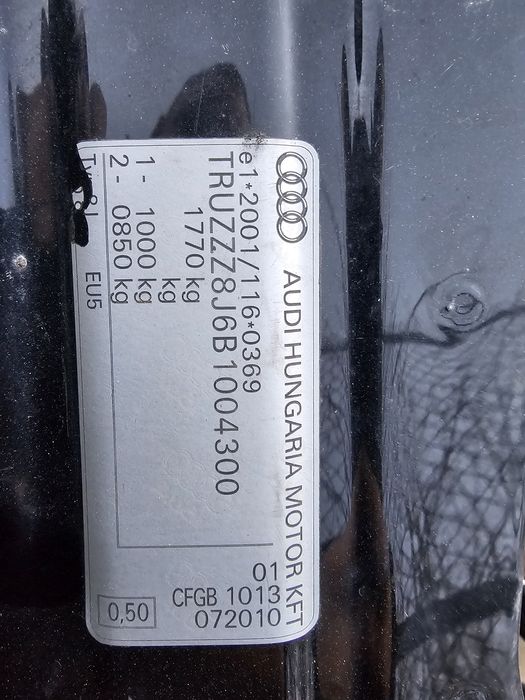 AUDI HUNGARIA MOTOR KFT
e1*2001/116*0369
TRUZZZ8J6B1004300
1770 kg
kg
1- 1000 kg
2- 0850 kg
EU5
01
CFGB 1013
072010
0,50